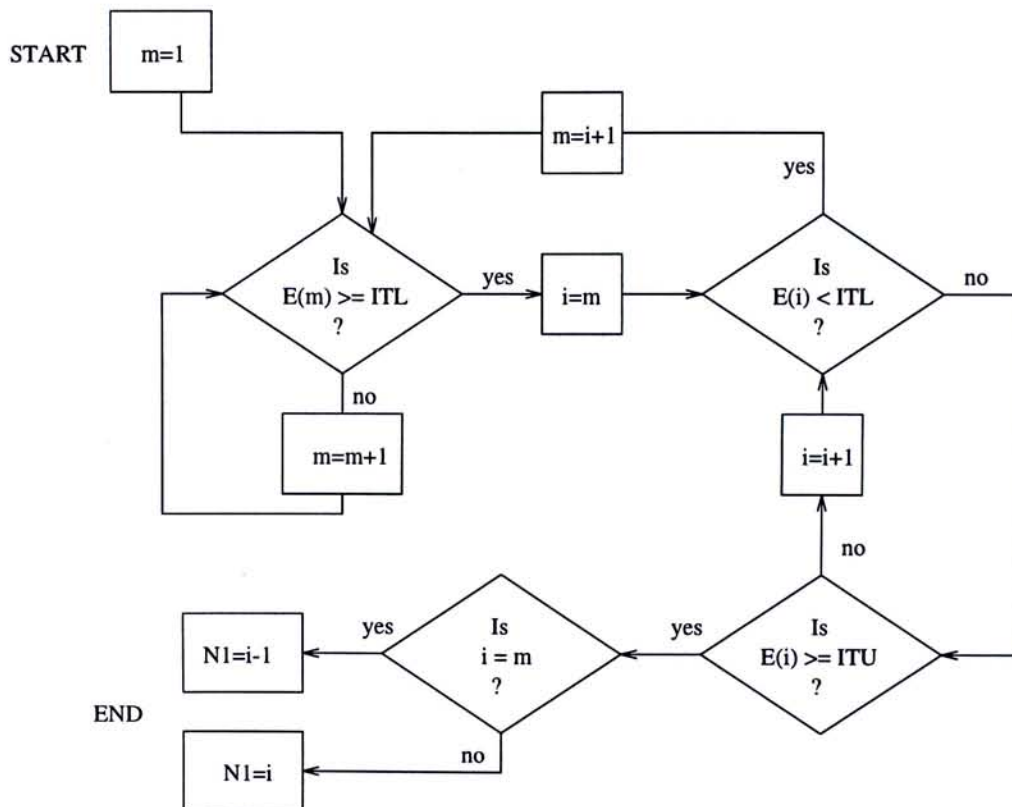 START
m=1
m=i+1
yes
Is
E(m) >= ITL
?
yes
i=m
Is
E(i) < ITL
?
no
no
m=m+1
i=i+1
no
N1=i-1
yes
Is
i = m
?
yes
Is
E(i) >= ITU
?
END
no
N1=i